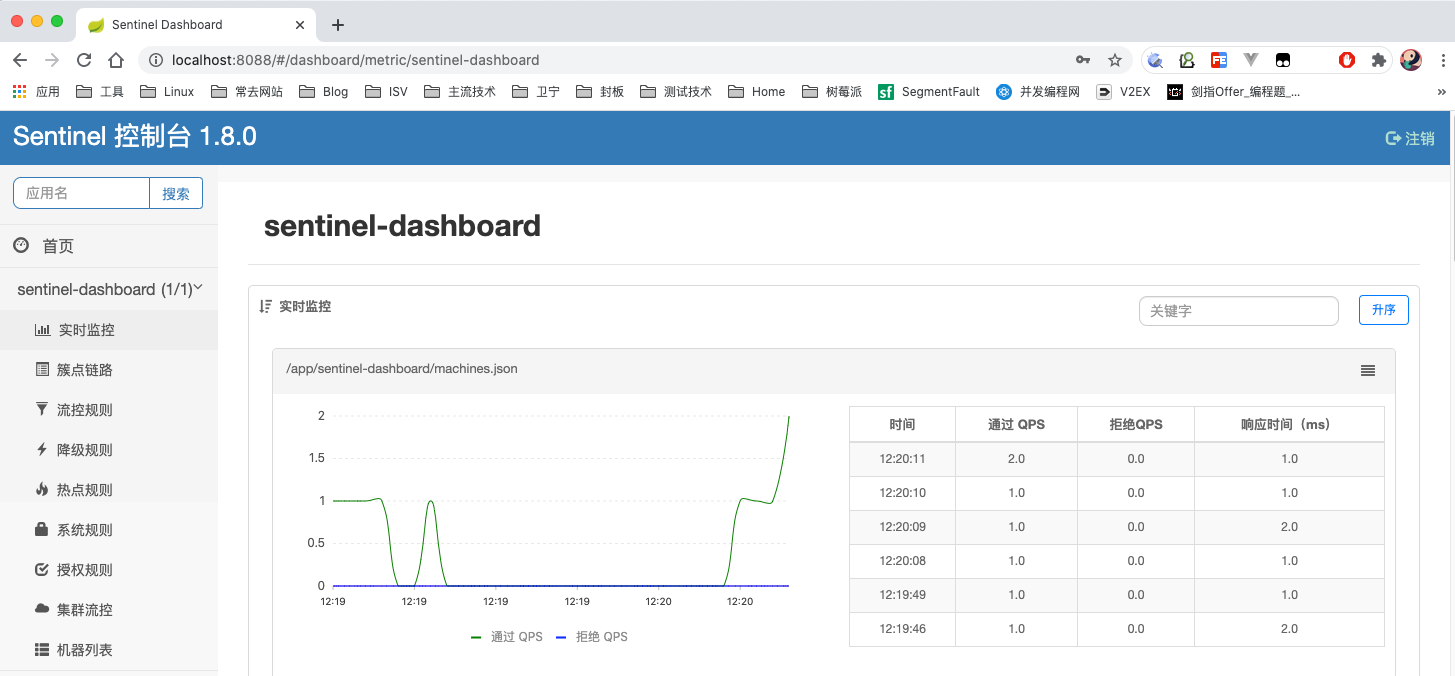 Sentinel Dashboard
localhost:8088/#/dashboard/metric/sentinel-dashboard
应用 工具 Linux 常去网站 Blog ISV 主流技术 卫宁 封板 测试技术 Home 树莓派 SegmentFault 并发编程网 V2EX 剑指Offer_编程题_...
Sentinel 控制台 1.8.0
注销
应用名 搜索
首页
sentinel-dashboard (1/1)
实时监控
簇点链路
流控规则
降级规则
热点规则
系统规则
授权规则
集群流控
机器列表
sentinel-dashboard
实时监控 关键字 升序
/app/sentinel-dashboard/machines.json
2
1.5
1
0.5
0
12:19 12:19 12:19 12:19 12:20 12:20
通过 QPS 拒绝 QPS
时间 通过 QPS 拒绝QPS 响应时间（ms）
12:20:11 2.0 0.0 1.0
12:20:10 1.0 0.0 1.0
12:20:09 1.0 0.0 2.0
12:20:08 1.0 0.0 1.0
12:19:49 1.0 0.0 1.0
12:19:46 1.0 0.0 2.0